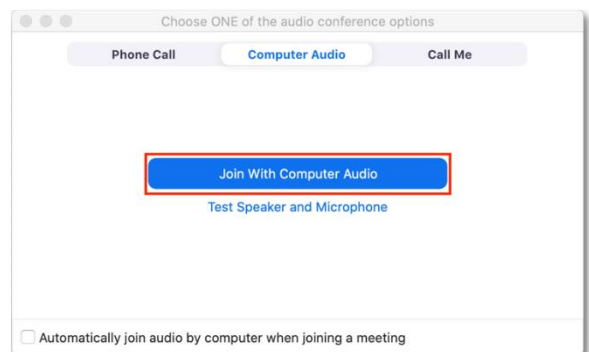 Choose ONE of the audio conference options
Phone Call Computer Audio Call Me
Join With Computer Audio
Test Speaker and Microphone
Automatically join audio by computer when joining a meeting